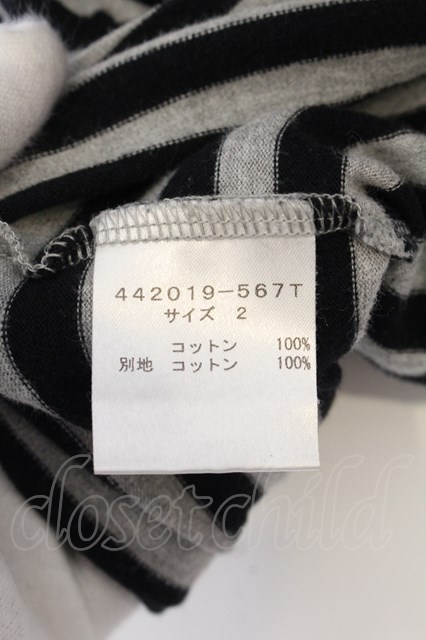 442019-567T
サイズ 2
コットン 100%
別地 コットン 100%
closet child